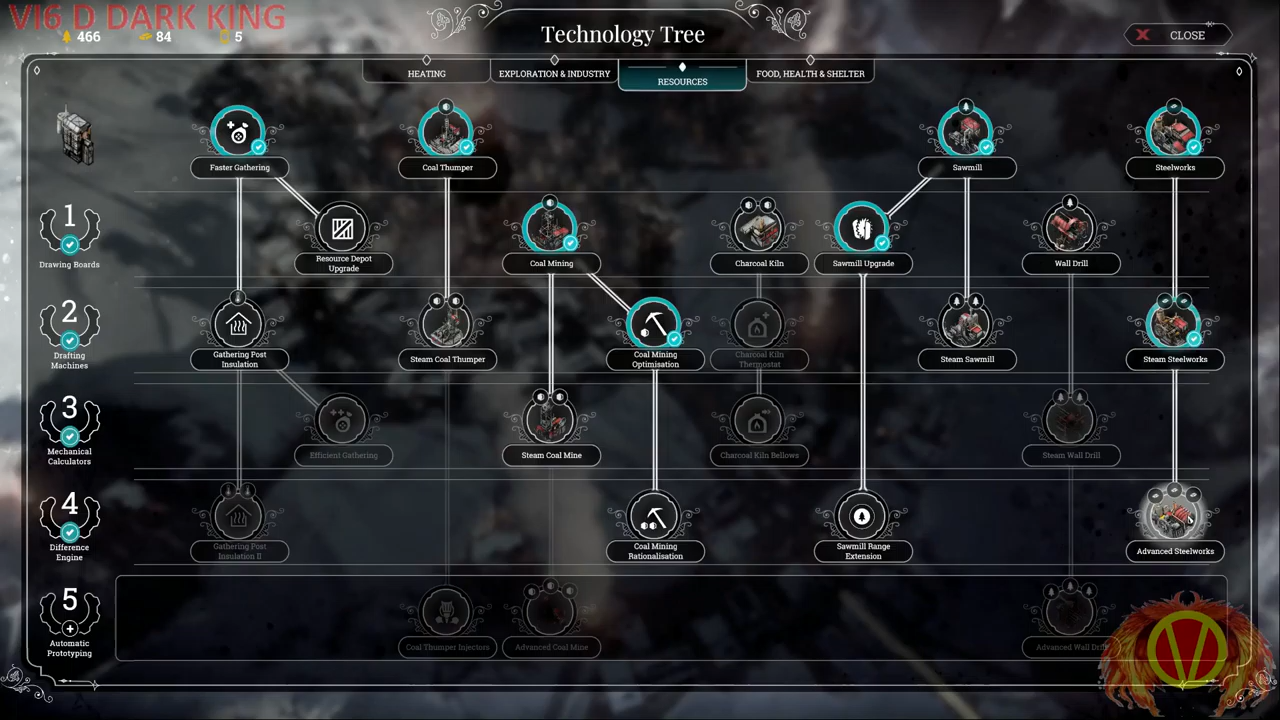 VI6 D DARK KING
466 84 5
Technology Tree
CLOSE
HEATING
EXPLORATION & INDUSTRY
RESOURCES
FOOD, HEALTH & SHELTER
Faster Gathering
Coal Thumper
Sawmill
Steelworks
1
Drawing Boards
Resource Depot
Upgrade
Coal Mining
Charcoal Kiln
Sawmill Upgrade
Wall Drill
2
Drafting
Machines
Gathering Post
Insulation
Steam Coal Thumper
Coal Mining
Optimisation
Charcoal Kiln
Thermostat
Steam Sawmill
Steam Steelworks
3
Mechanical
Calculators
Efficient Gathering
Steam Coal Mine
Charcoal Kiln Bellows
Steam Wall Drill
4
Difference
Engine
Gathering Post
Insulation II
Coal Mining
Rationalisation
Sawmill Range
Extension
Advanced Steelworks
5
Automatic
Prototyping
Coal Thumper Injectors
Advanced Coal Mine
Advanced Wall Drill
V